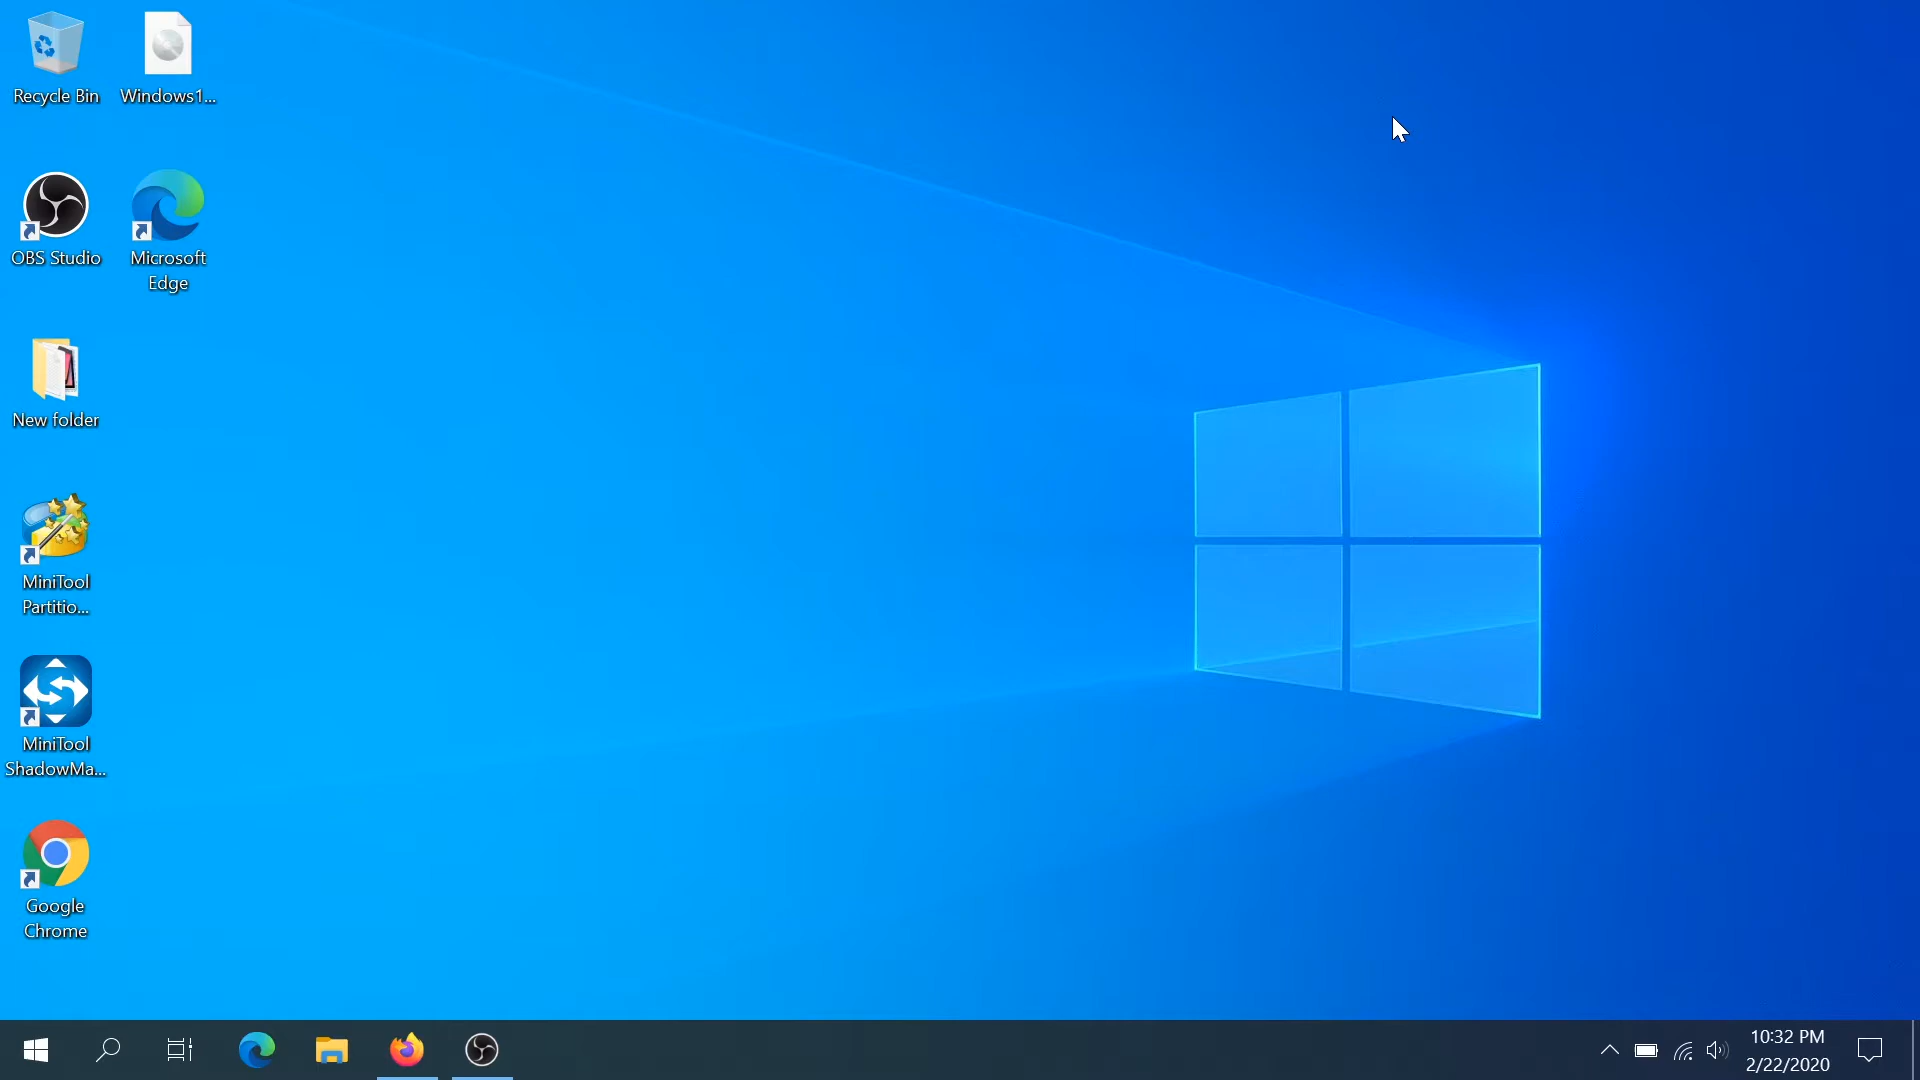 Recycle Bin
Windows1...
OBS Studio
Microsoft
Edge
New folder
MiniTool
Partitio...
MiniTool
ShadowMa...
Google
Chrome
10:32 PM
2/22/2020